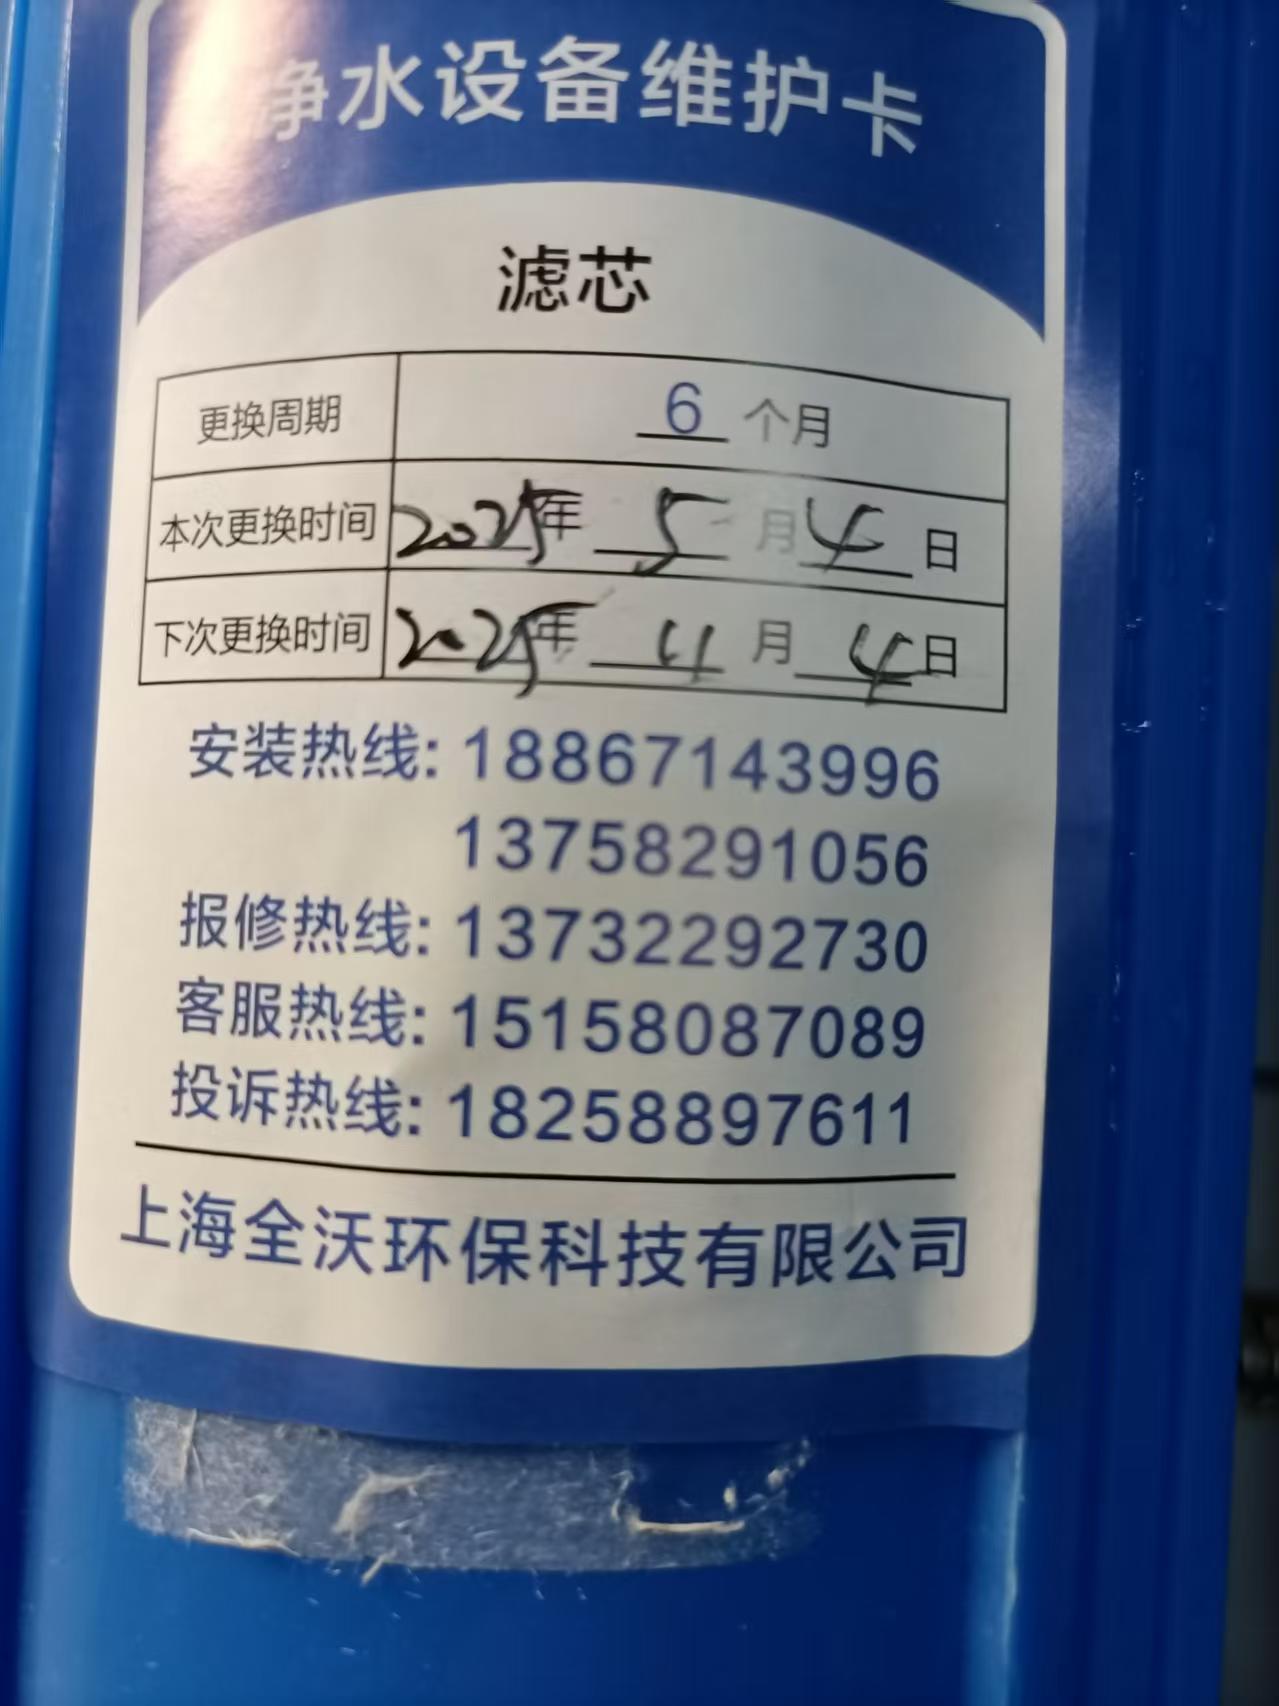 净水设备维护卡
滤芯
更换周期 6 个月
本次更换时间 2025年 5 月 4 日
下次更换时间 2025年 11 月 4 日
安装热线: 18867143996
13758291056
报修热线: 13732292730
客服热线: 15158087089
投诉热线: 18258897611
上海全沃环保科技有限公司